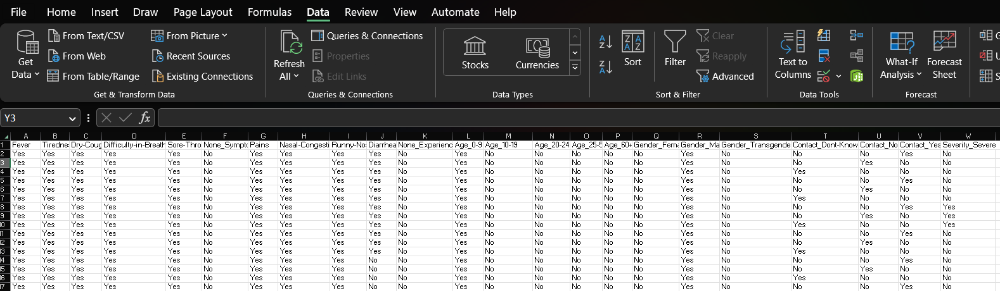 File Home Insert Draw Page Layout Formulas Data Review View Automate Help
Get Data
From Text/CSV
From Web
From Table/Range
From Picture
Recent Sources
Existing Connections
Get & Transform Data
Refresh All
Queries & Connections
Properties
Edit Links
Queries & Connections
Stocks
Currencies
Data Types
Sort
Filter
Clear
Reapply
Advanced
Sort & Filter
Text to Columns
Data Tools
What-If Analysis
Forecast Sheet
Forecast
Y3 fx
A B C D E F G H I J K L M N O P Q R S T U V W
1 Fever Tiredne Dry-Coug Difficulty-in-Breath Sore-Thro None_Sympto Pains Nasal-Congesti Runny-No Diarrhea None_Experienc Age_0-9 Age_10-19 Age_20-24 Age_25-5 Age_60+ Gender_Fema Gender_Ma Gender_Transgende Contact_Dont-Know Contact_No Contact_Yes Severity_Severe
2 Yes Yes Yes Yes Yes No Yes Yes Yes Yes No Yes No No No No No Yes No No No Yes No
3 Yes Yes Yes Yes Yes No Yes Yes Yes Yes No Yes No No No No No Yes No No Yes No No
4 Yes Yes Yes Yes Yes No Yes Yes Yes Yes No Yes No No No No No Yes No Yes No No No
5 Yes Yes Yes Yes Yes No Yes Yes Yes Yes No Yes No No No No No Yes No No No Yes No
6 Yes Yes Yes Yes Yes No Yes Yes Yes Yes No Yes No No No No No Yes No No Yes No No
7 Yes Yes Yes Yes Yes No Yes Yes Yes Yes No Yes No No No No No Yes No Yes No No No
8 Yes Yes Yes Yes Yes No Yes Yes Yes Yes No Yes No No No No No Yes No No No Yes Yes
9 Yes Yes Yes Yes Yes No Yes Yes Yes Yes No Yes No No No No No Yes No No Yes No Yes
10 Yes Yes Yes Yes Yes No Yes Yes Yes Yes No Yes No No No No No Yes No Yes No No Yes
11 Yes Yes Yes Yes Yes No Yes Yes Yes Yes No Yes No No No No No Yes No No No Yes No
12 Yes Yes Yes Yes Yes No Yes Yes Yes Yes No Yes No No No No No Yes No No Yes No No
13 Yes Yes Yes Yes Yes No Yes Yes Yes Yes No Yes No No No No No Yes No Yes No No No
14 Yes Yes Yes Yes Yes No Yes Yes Yes No No Yes No No No No No Yes No No No Yes No
15 Yes Yes Yes Yes Yes No Yes Yes Yes No No Yes No No No No No Yes No No Yes No No
16 Yes Yes Yes Yes Yes No Yes Yes Yes No No Yes No No No No No Yes No Yes No No No
17 Yes Yes Yes Yes Yes No Yes Yes Yes No No Yes No No No No No Yes No No No Yes No